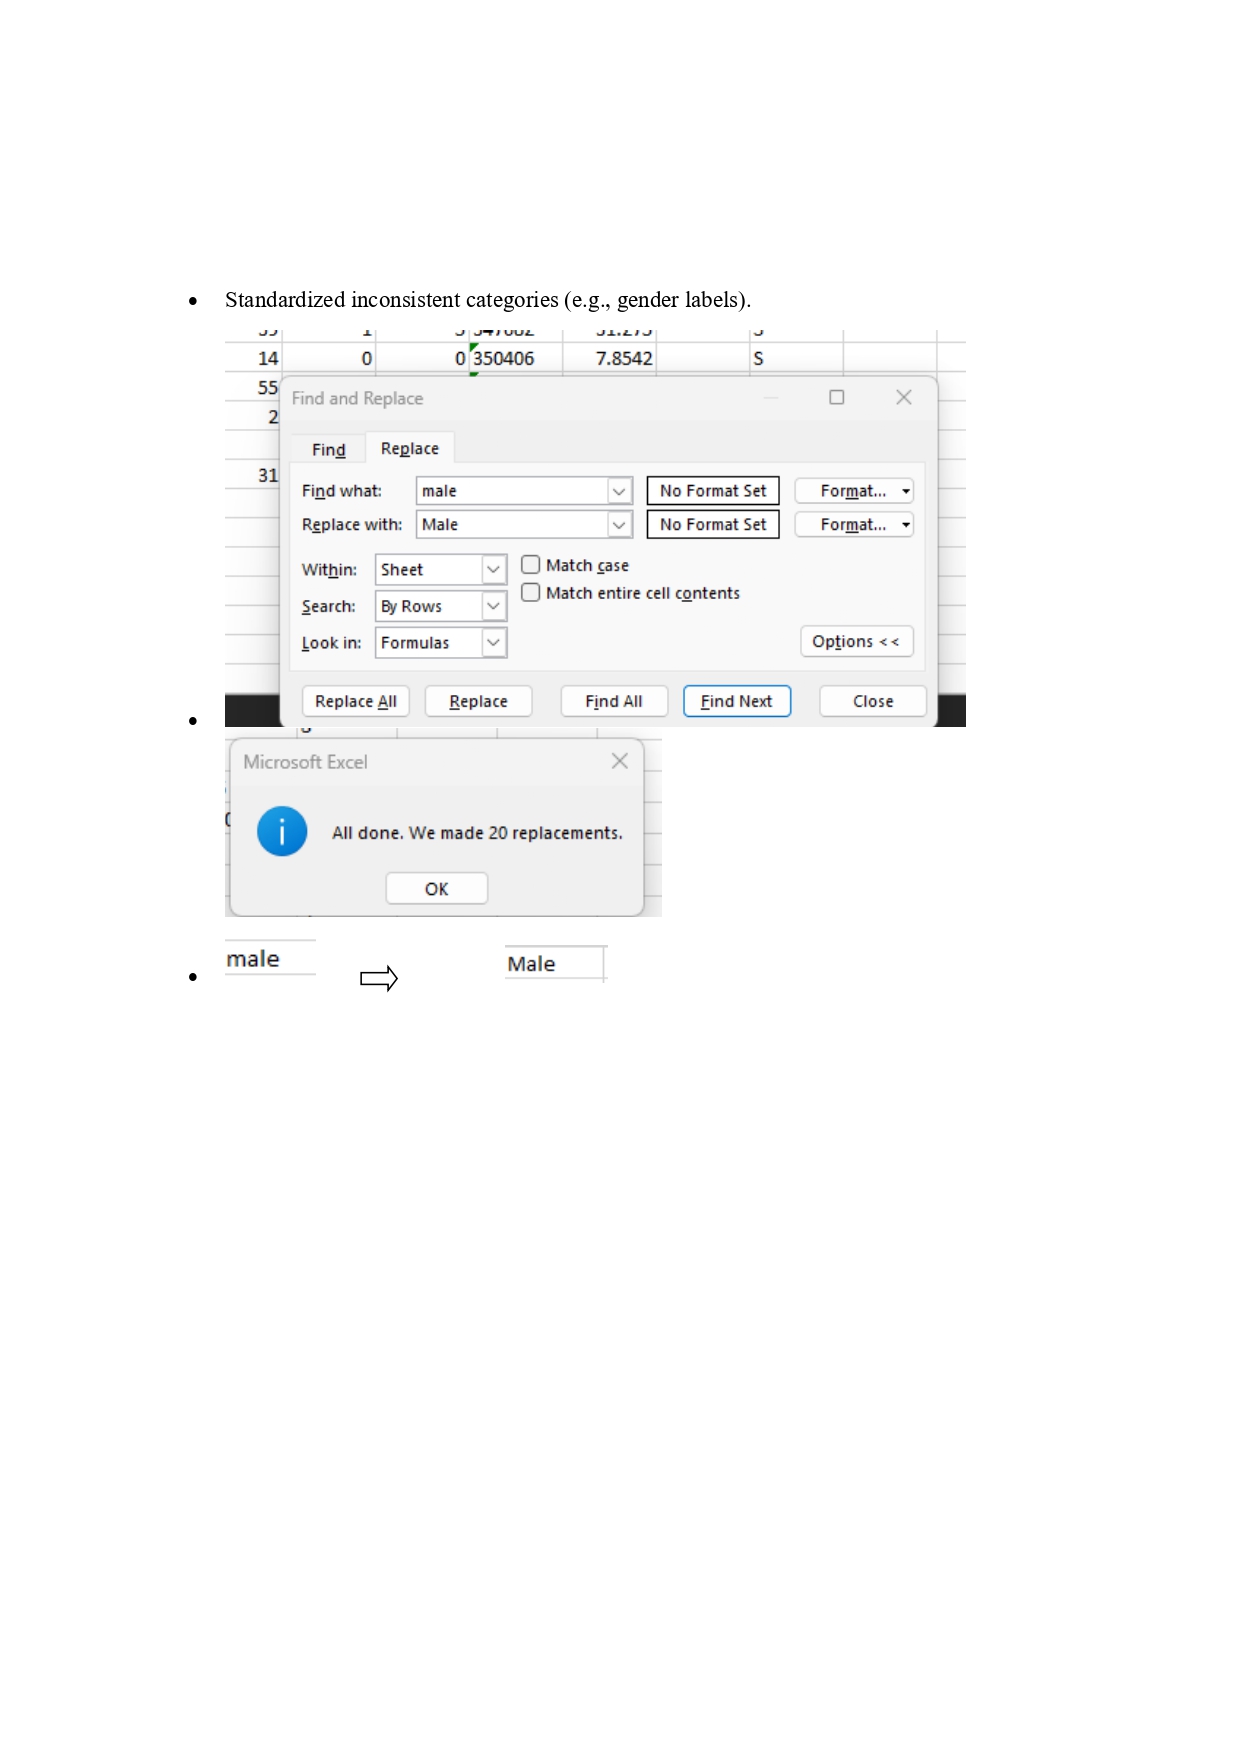 • Standardized inconsistent categories (e.g., gender labels).
14 0 0 350406 7.8542 S
55
Find and Replace
2
Find Replace
31
Find what: male No Format Set Format...
Replace with: Male No Format Set Format...
Within: Sheet Match case
Match entire cell contents
Search: By Rows
Look in: Formulas Options <<
Replace All Replace Find All Find Next Close
•
Microsoft Excel
All done. We made 20 replacements.
OK
• male Male